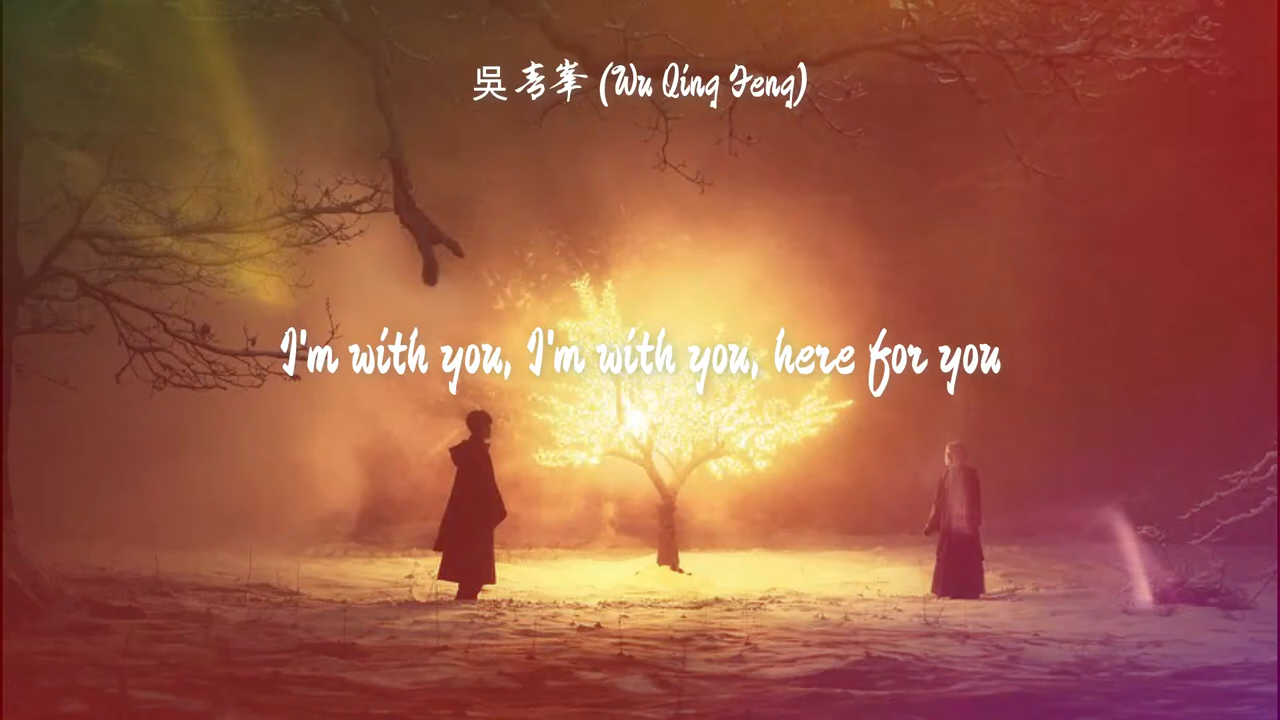 吳青峯 (Wu Qing Feng)
I'm with you, I'm with you, here for you